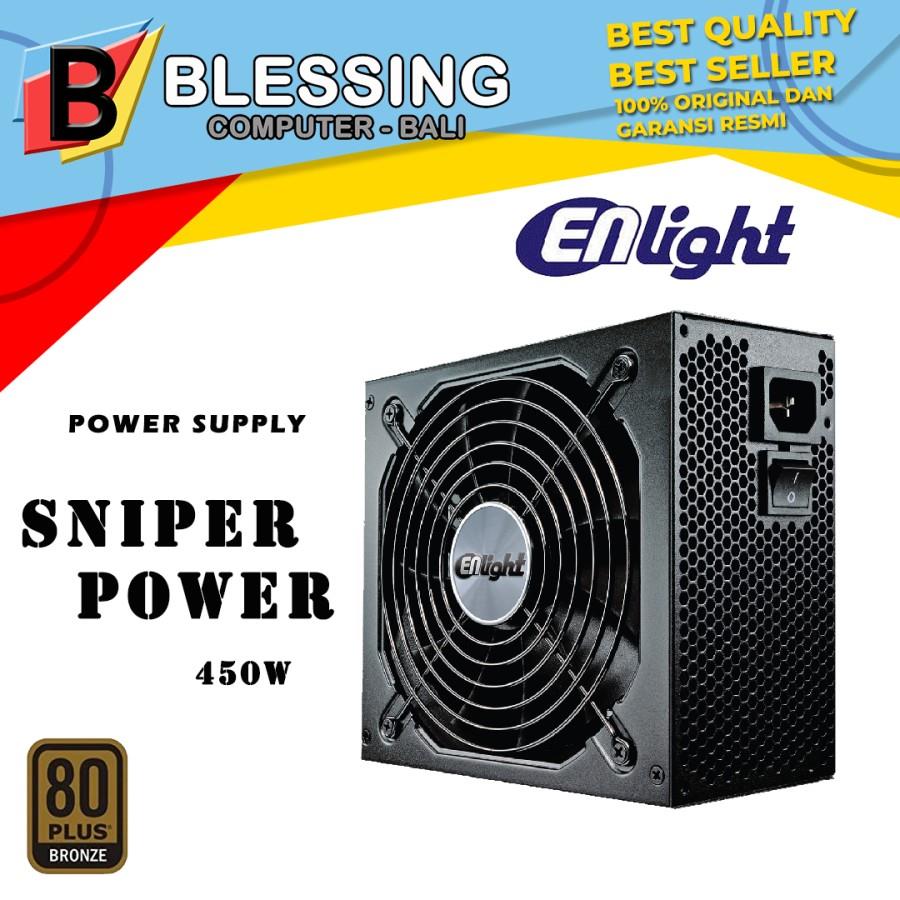 B BLESSING
COMPUTER - BALI
BEST QUALITY
BEST SELLER
100% ORIGINAL DAN
GARANSI RESMI
ENlight
POWER SUPPLY
SNIPER
POWER
450W
ENlight
80
PLUS®
BRONZE